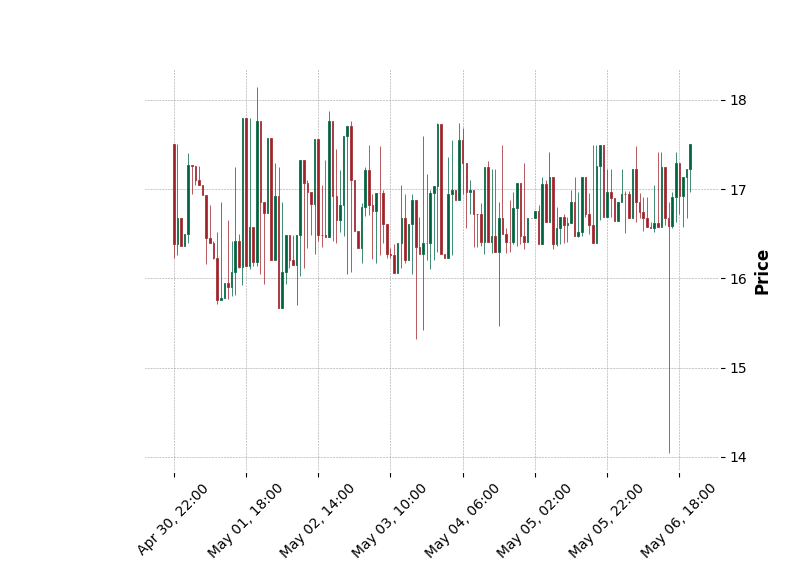 18
17
16
15
14
Price
Apr 30, 22:00
May 01, 18:00
May 02, 14:00
May 03, 10:00
May 04, 06:00
May 05, 02:00
May 05, 22:00
May 06, 18:00